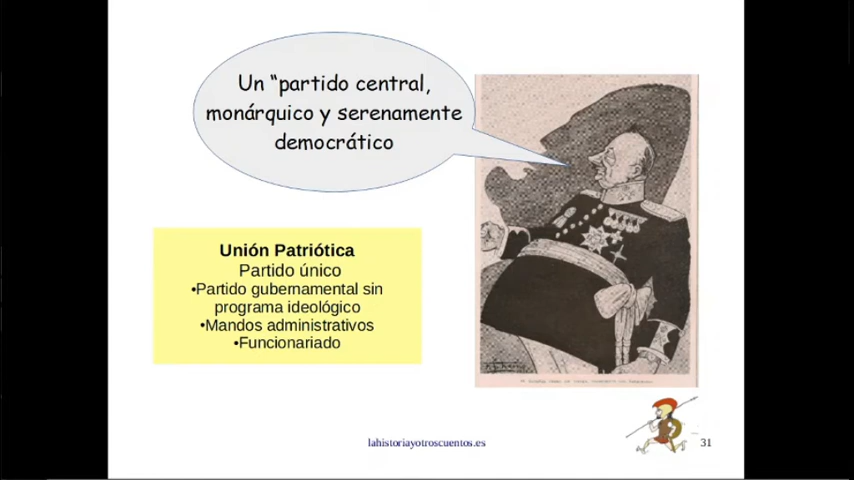 Un “partido central,
monárquico y serenamente
democrático
Unión Patriótica
Partido único
•Partido gubernamental sin
programa ideológico
•Mandos administrativos
•Funcionariado
lahistoriayotroscuentos.es
31